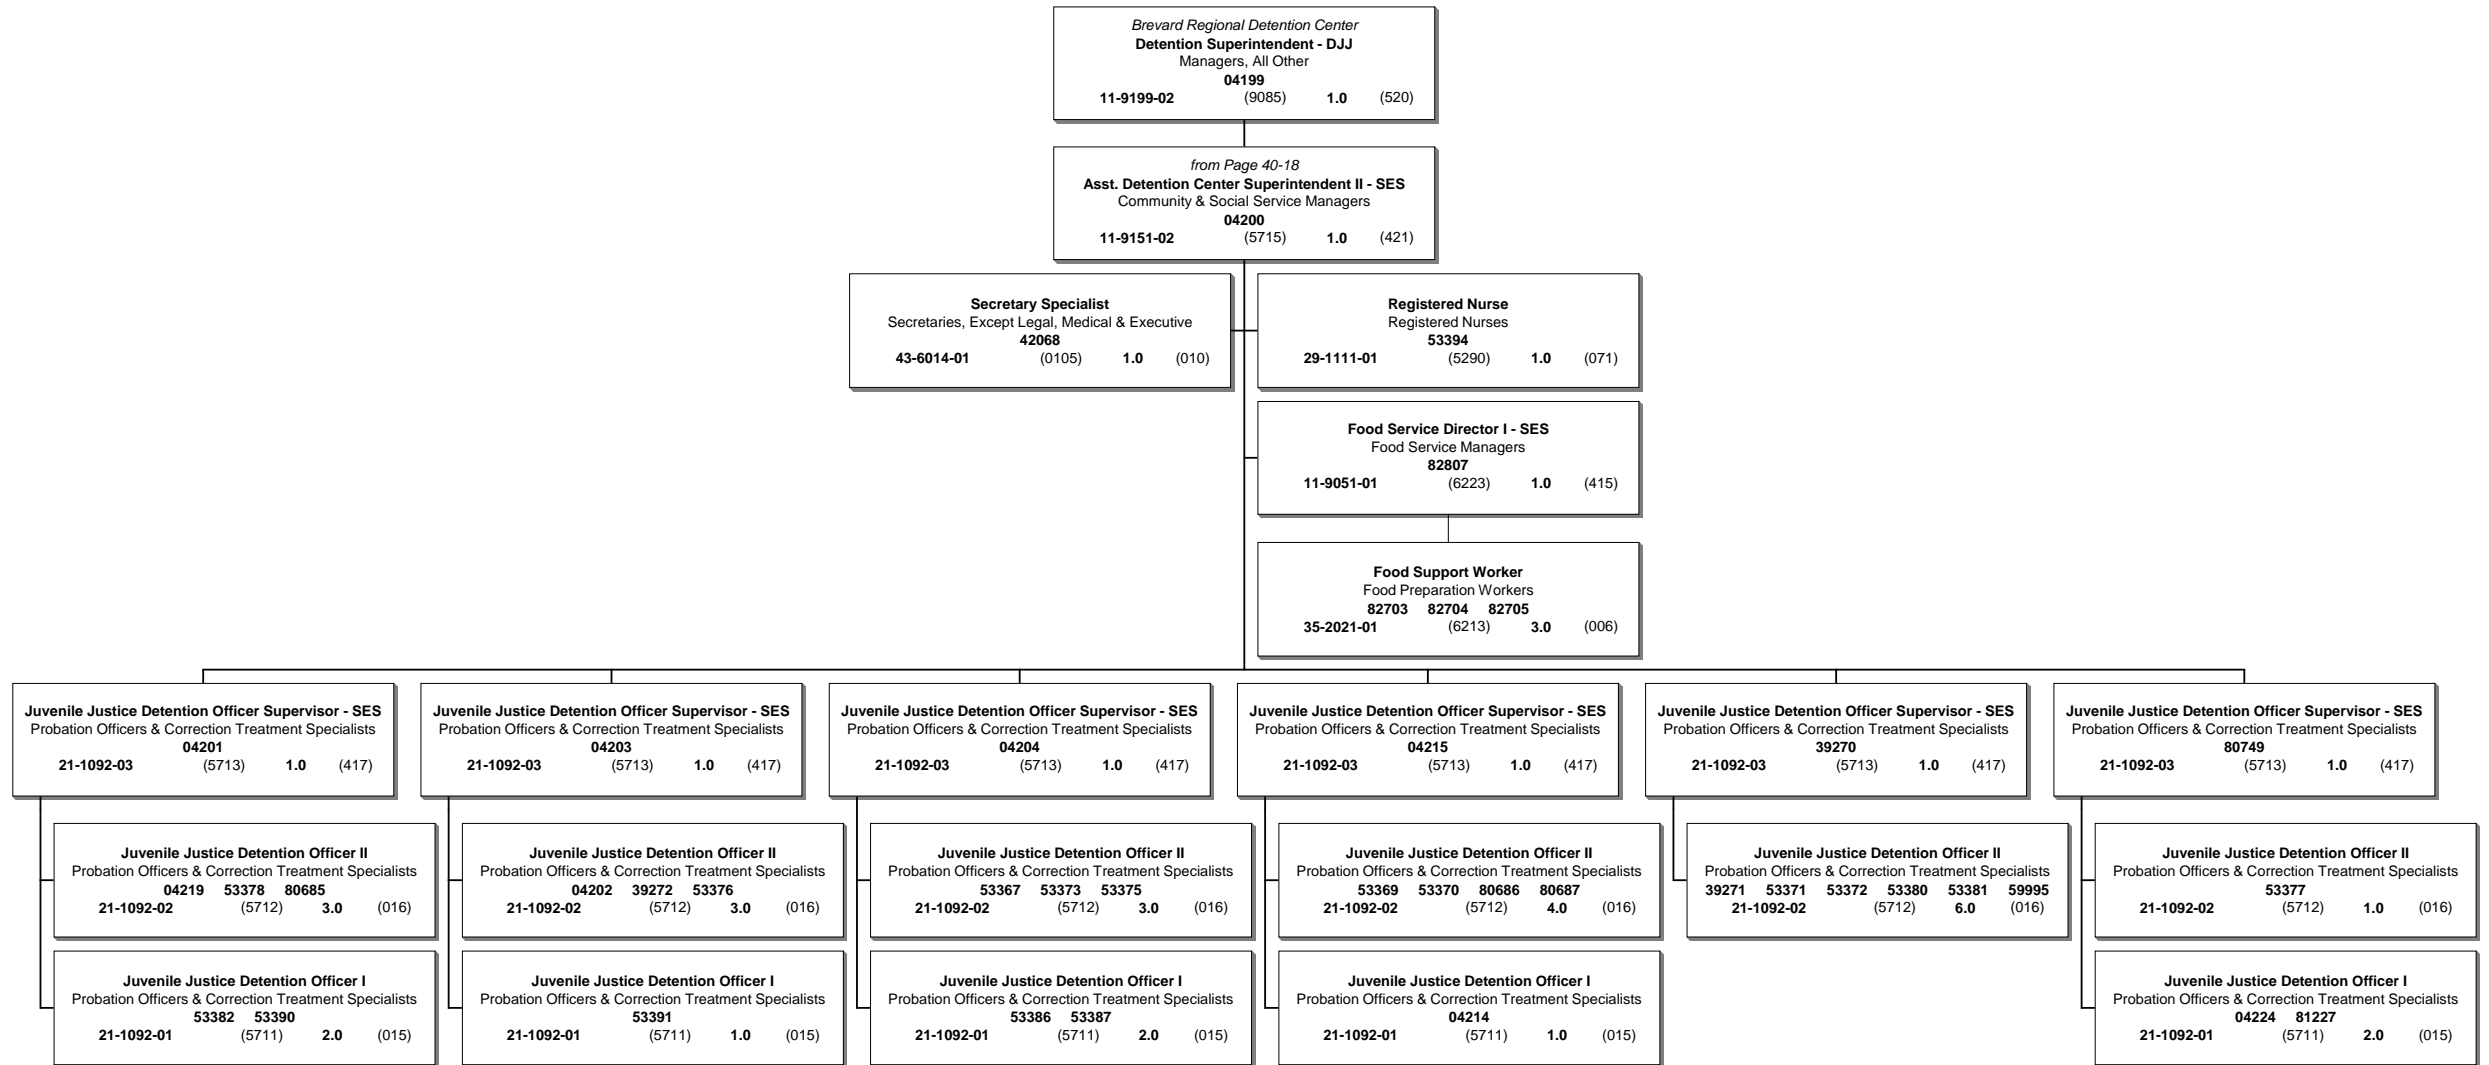 Brevard Regional Detention Center
Detention Superintendent - DJJ
Managers, All Other
04199
11-9199-02 (9085) 1.0 (520)
from Page 40-18
Asst. Detention Center Superintendent II - SES
Community & Social Service Managers
04200
11-9151-02 (5715) 1.0 (421)
Secretary Specialist
Secretaries, Except Legal, Medical & Executive
42068
43-6014-01 (0105) 1.0 (010)
Registered Nurse
Registered Nurses
53394
29-1111-01 (5290) 1.0 (071)
Food Service Director I - SES
Food Service Managers
82807
11-9051-01 (6223) 1.0 (415)
Food Support Worker
Food Preparation Workers
82703 82704 82705
35-2021-01 (6213) 3.0 (006)
Juvenile Justice Detention Officer Supervisor - SES
Probation Officers & Correction Treatment Specialists
04201
21-1092-03 (5713) 1.0 (417)
Juvenile Justice Detention Officer Supervisor - SES
Probation Officers & Correction Treatment Specialists
04203
21-1092-03 (5713) 1.0 (417)
Juvenile Justice Detention Officer Supervisor - SES
Probation Officers & Correction Treatment Specialists
04204
21-1092-03 (5713) 1.0 (417)
Juvenile Justice Detention Officer Supervisor - SES
Probation Officers & Correction Treatment Specialists
04215
21-1092-03 (5713) 1.0 (417)
Juvenile Justice Detention Officer Supervisor - SES
Probation Officers & Correction Treatment Specialists
39270
21-1092-03 (5713) 1.0 (417)
Juvenile Justice Detention Officer Supervisor - SES
Probation Officers & Correction Treatment Specialists
80749
21-1092-03 (5713) 1.0 (417)
Juvenile Justice Detention Officer II
Probation Officers & Correction Treatment Specialists
04219 53378 80685
21-1092-02 (5712) 3.0 (016)
Juvenile Justice Detention Officer II
Probation Officers & Correction Treatment Specialists
04202 39272 53376
21-1092-02 (5712) 3.0 (016)
Juvenile Justice Detention Officer II
Probation Officers & Correction Treatment Specialists
53367 53373 53375
21-1092-02 (5712) 3.0 (016)
Juvenile Justice Detention Officer II
Probation Officers & Correction Treatment Specialists
53369 53370 80686 80687
21-1092-02 (5712) 4.0 (016)
Juvenile Justice Detention Officer II
Probation Officers & Correction Treatment Specialists
39271 53371 53372 53380 53381 59995
21-1092-02 (5712) 6.0 (016)
Juvenile Justice Detention Officer II
Probation Officers & Correction Treatment Specialists
53377
21-1092-02 (5712) 1.0 (016)
Juvenile Justice Detention Officer I
Probation Officers & Correction Treatment Specialists
53382 53390
21-1092-01 (5711) 2.0 (015)
Juvenile Justice Detention Officer I
Probation Officers & Correction Treatment Specialists
53391
21-1092-01 (5711) 1.0 (015)
Juvenile Justice Detention Officer I
Probation Officers & Correction Treatment Specialists
53386 53387
21-1092-01 (5711) 2.0 (015)
Juvenile Justice Detention Officer I
Probation Officers & Correction Treatment Specialists
04214
21-1092-01 (5711) 1.0 (015)
Juvenile Justice Detention Officer I
Probation Officers & Correction Treatment Specialists
04224 81227
21-1092-01 (5711) 2.0 (015)